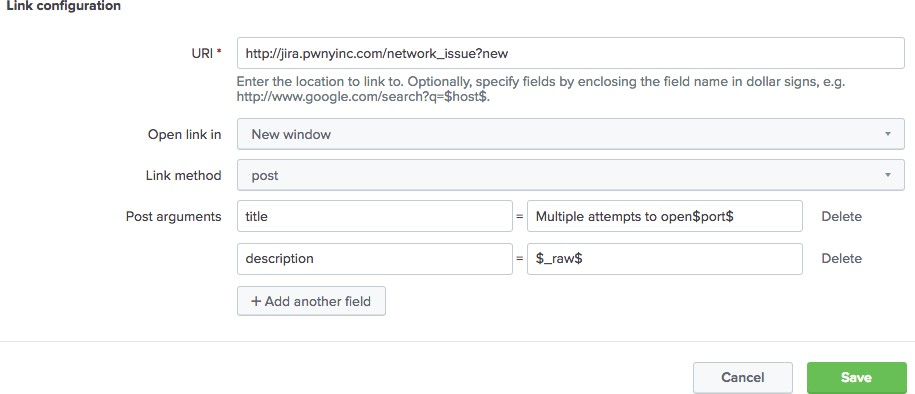 Link configuration
URI *
http://jira.pwnyinc.com/network_issue?new
Enter the location to link to. Optionally, specify fields by enclosing the field name in dollar signs, e.g.
http://www.google.com/search?q=$host$.
Open link in
New window
Link method
post
Post arguments
title
=
Multiple attempts to open$port$
Delete
description
=
$_raw$
Delete
+ Add another field
Cancel
Save